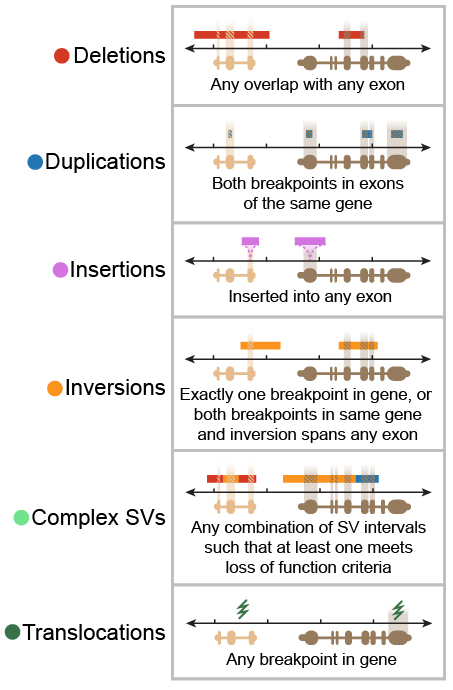 Deletions
Any overlap with any exon
Duplications
Both breakpoints in exons
of the same gene
Insertions
Inserted into any exon
Inversions
Exactly one breakpoint in gene, or
both breakpoints in same gene
and inversion spans any exon
Complex SVs
Any combination of SV intervals
such that at least one meets
loss of function criteria
Translocations
Any breakpoint in gene